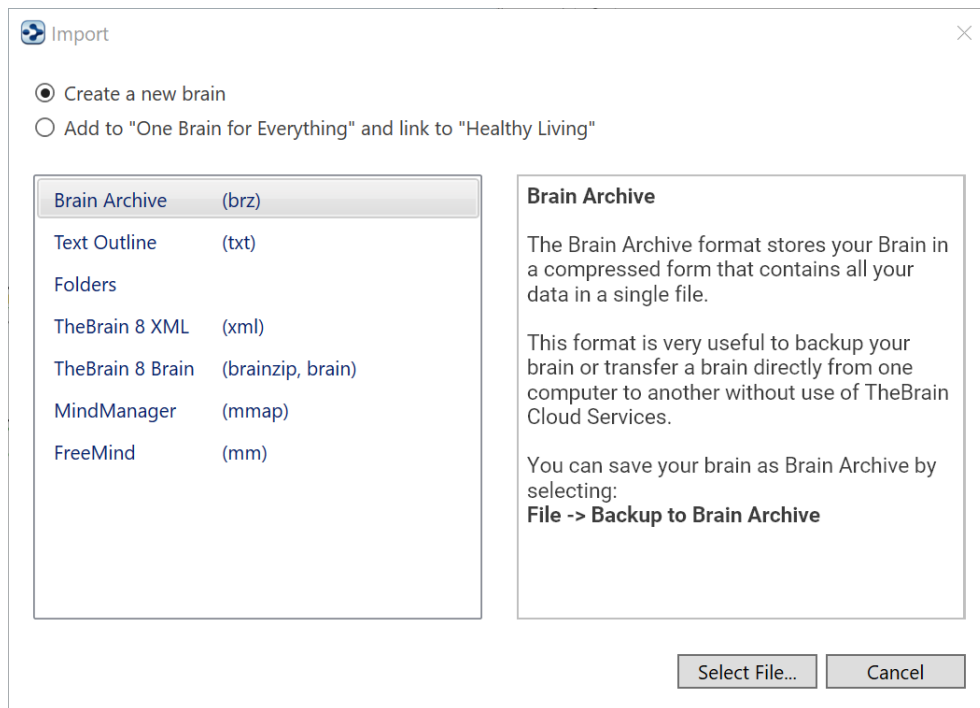 Import
Create a new brain
Add to "One Brain for Everything" and link to "Healthy Living"
Brain Archive (brz)
Text Outline (txt)
Folders
TheBrain 8 XML (xml)
TheBrain 8 Brain (brainzip, brain)
MindManager (mmap)
FreeMind (mm)
Brain Archive
The Brain Archive format stores your Brain in
a compressed form that contains all your
data in a single file.
This format is very useful to backup your
brain or transfer a brain directly from one
computer to another without use of TheBrain
Cloud Services.
You can save your brain as Brain Archive by
selecting:
File -> Backup to Brain Archive
Select File...
Cancel